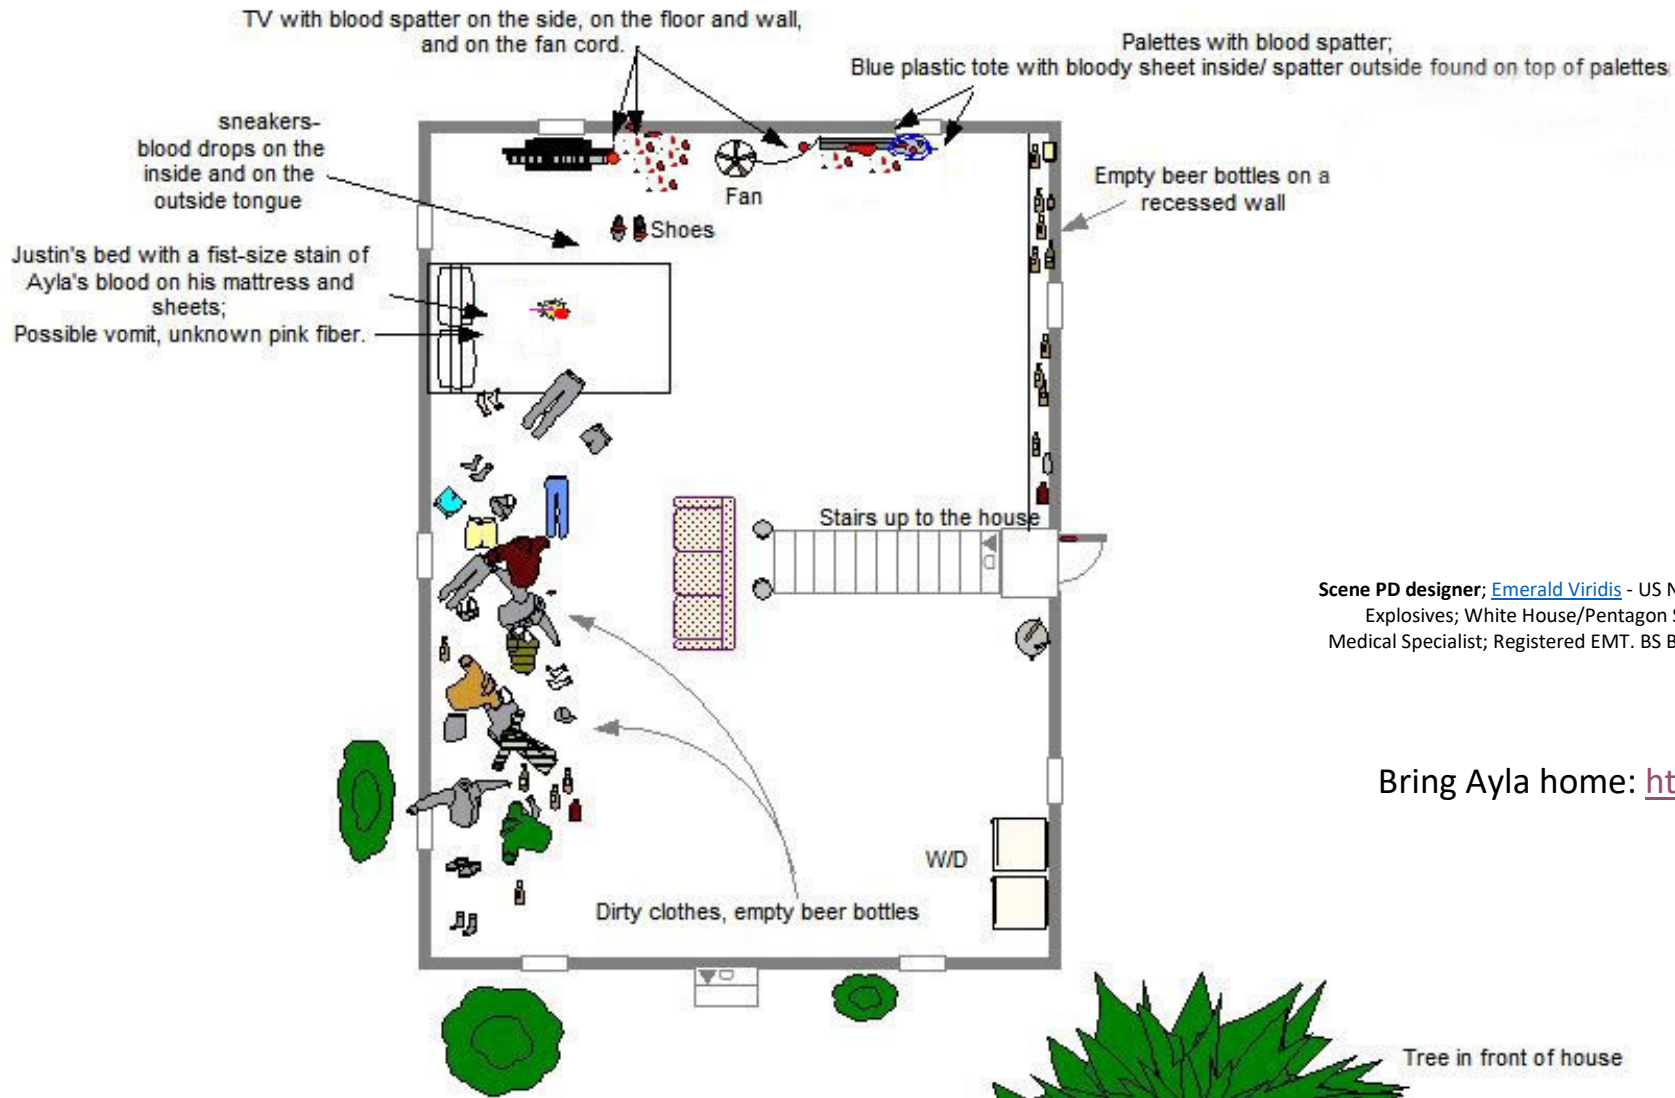 TV with blood spatter on the side, on the floor and wall,
and on the fan cord.
Palettes with blood spatter;
Blue plastic tote with bloody sheet inside/ spatter outside found on top of palettes
sneakers-
blood drops on the
inside and on the
outside tongue
Fan
Shoes
Empty beer bottles on a
recessed wall
Justin's bed with a fist-size stain of
Ayla's blood on his mattress and
sheets;
Possible vomit, unknown pink fiber.
Stairs up to the house
Scene PD designer; Emerald Viridis - US N
Explosives; White House/Pentagon S
Medical Specialist; Registered EMT. BS B
Bring Ayla home: ht
W/D
Dirty clothes, empty beer bottles
Tree in front of house